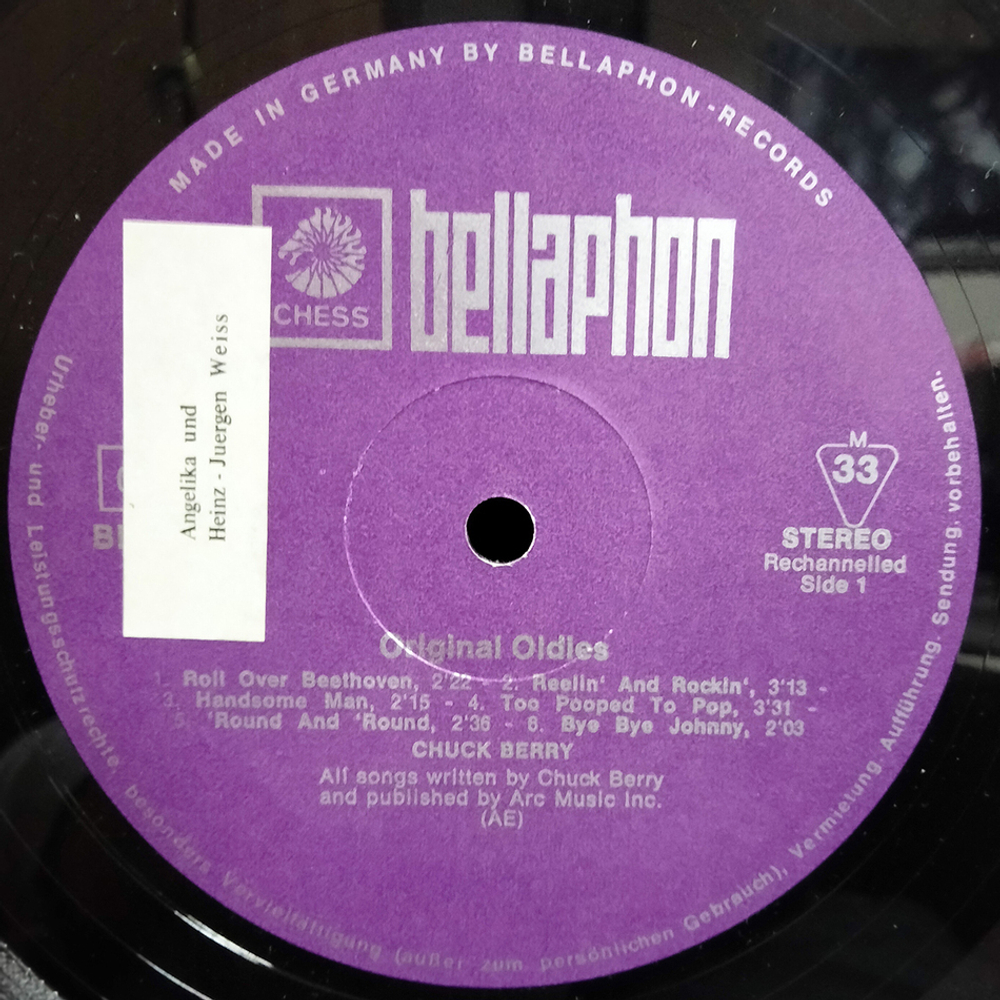 MADE IN GERMANY BY BELLAPHON-RECORDS
CHESS
bellaphon
Angelika und
Heinz - Juergen Weiss
M
33
STEREO
Rechannelled
Side 1
Original Oldies
1. Roll Over Beethoven, 2'22 - 2. Reelin' And Rockin', 3'13 -
3. Handsome Man, 2'15 - 4. Too Pooped To Pop, 3'31 -
5. 'Round And 'Round, 2'36 - 6. Bye Bye Johnny, 2'03
CHUCK BERRY
All songs written by Chuck Berry
and published by Arc Music Inc.
(AE)
Urheber- und Leistungsschutzrechte, besonders Vervielfältigung (außer zum persönlichen Gebrauch), Vermietung. Aufführung. Sendung, vorbehalten.